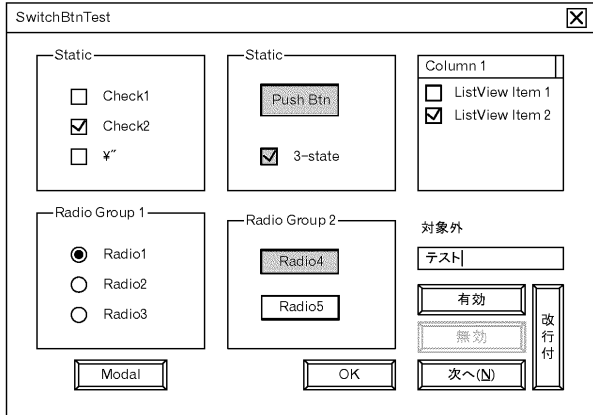 SwitchBtnTest
Static
Check1
Check2
¥˝
Static
Push Btn
3-state
Column 1
ListView Item 1
ListView Item 2
Radio Group 1
Radio1
Radio2
Radio3
Radio Group 2
Radio4
Radio5
対象外
テスト
有効
無効
次へ(N)
改行付
Modal
OK